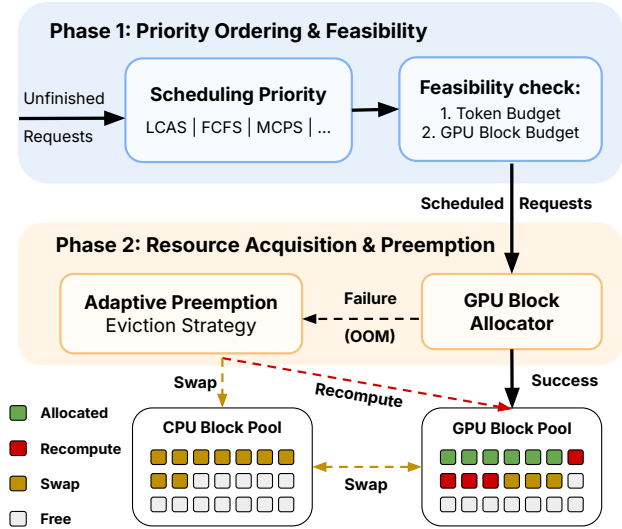 Phase 1: Priority Ordering & Feasibility
Unfinished
Requests
Scheduling Priority
LCAS | FCFS | MCPS | ...
Feasibility check:
1. Token Budget
2. GPU Block Budget
Scheduled Requests
Phase 2: Resource Acquisition & Preemption
Adaptive Preemption
Eviction Strategy
Failure
(OOM)
GPU Block
Allocator
Swap
Recompute
Success
Allocated
Recompute
Swap
Free
CPU Block Pool
Swap
GPU Block Pool